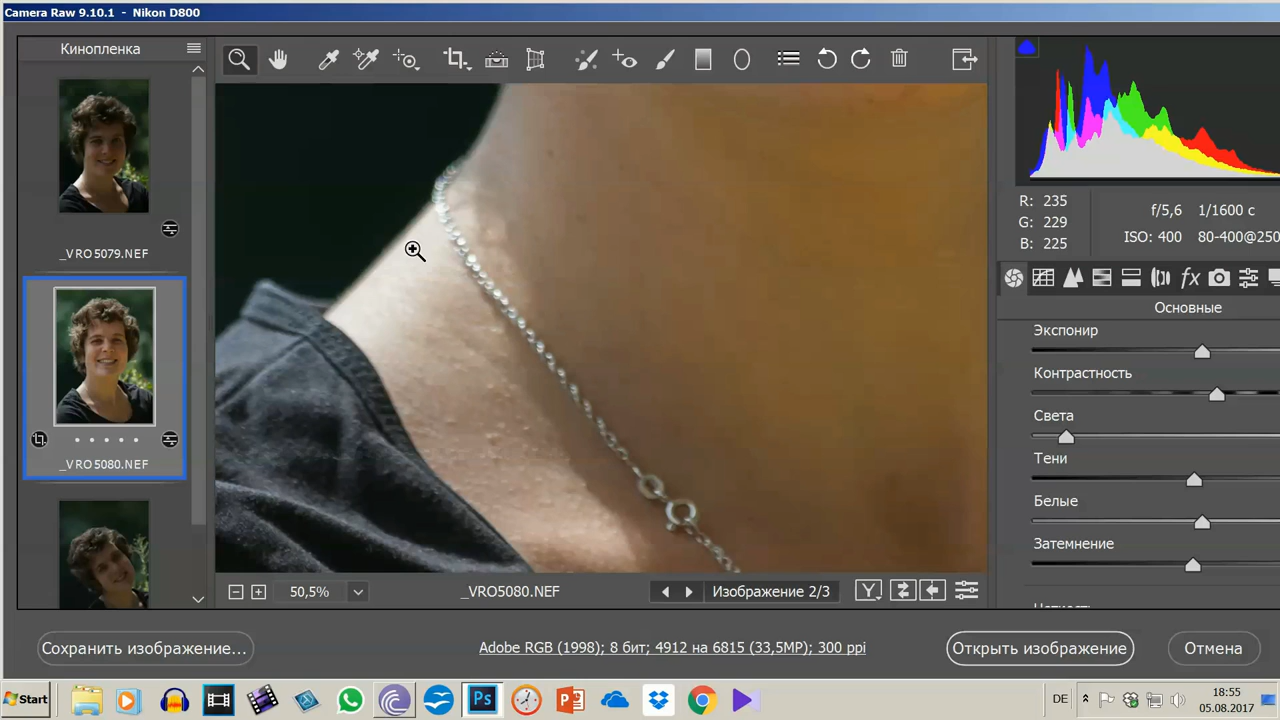 Camera Raw 9.10.1 - Nikon D800
Кинопленка
_VRO5079.NEF
_VRO5080.NEF
R: 235
G: 229
B: 225
f/5,6 1/1600 с
ISO: 400 80-400@250
Основные
Экспонир
Контрастность
Света
Тени
Белые
Затемнение
50,5%
_VRO5080.NEF
Y
Изображение 2/3
Сохранить изображение...
Adobe RGB (1998); 8 бит; 4912 на 6815 (33,5MP); 300 ppi
Открыть изображение
Отмена
Start
Ps
DE
18:55
05.08.2017